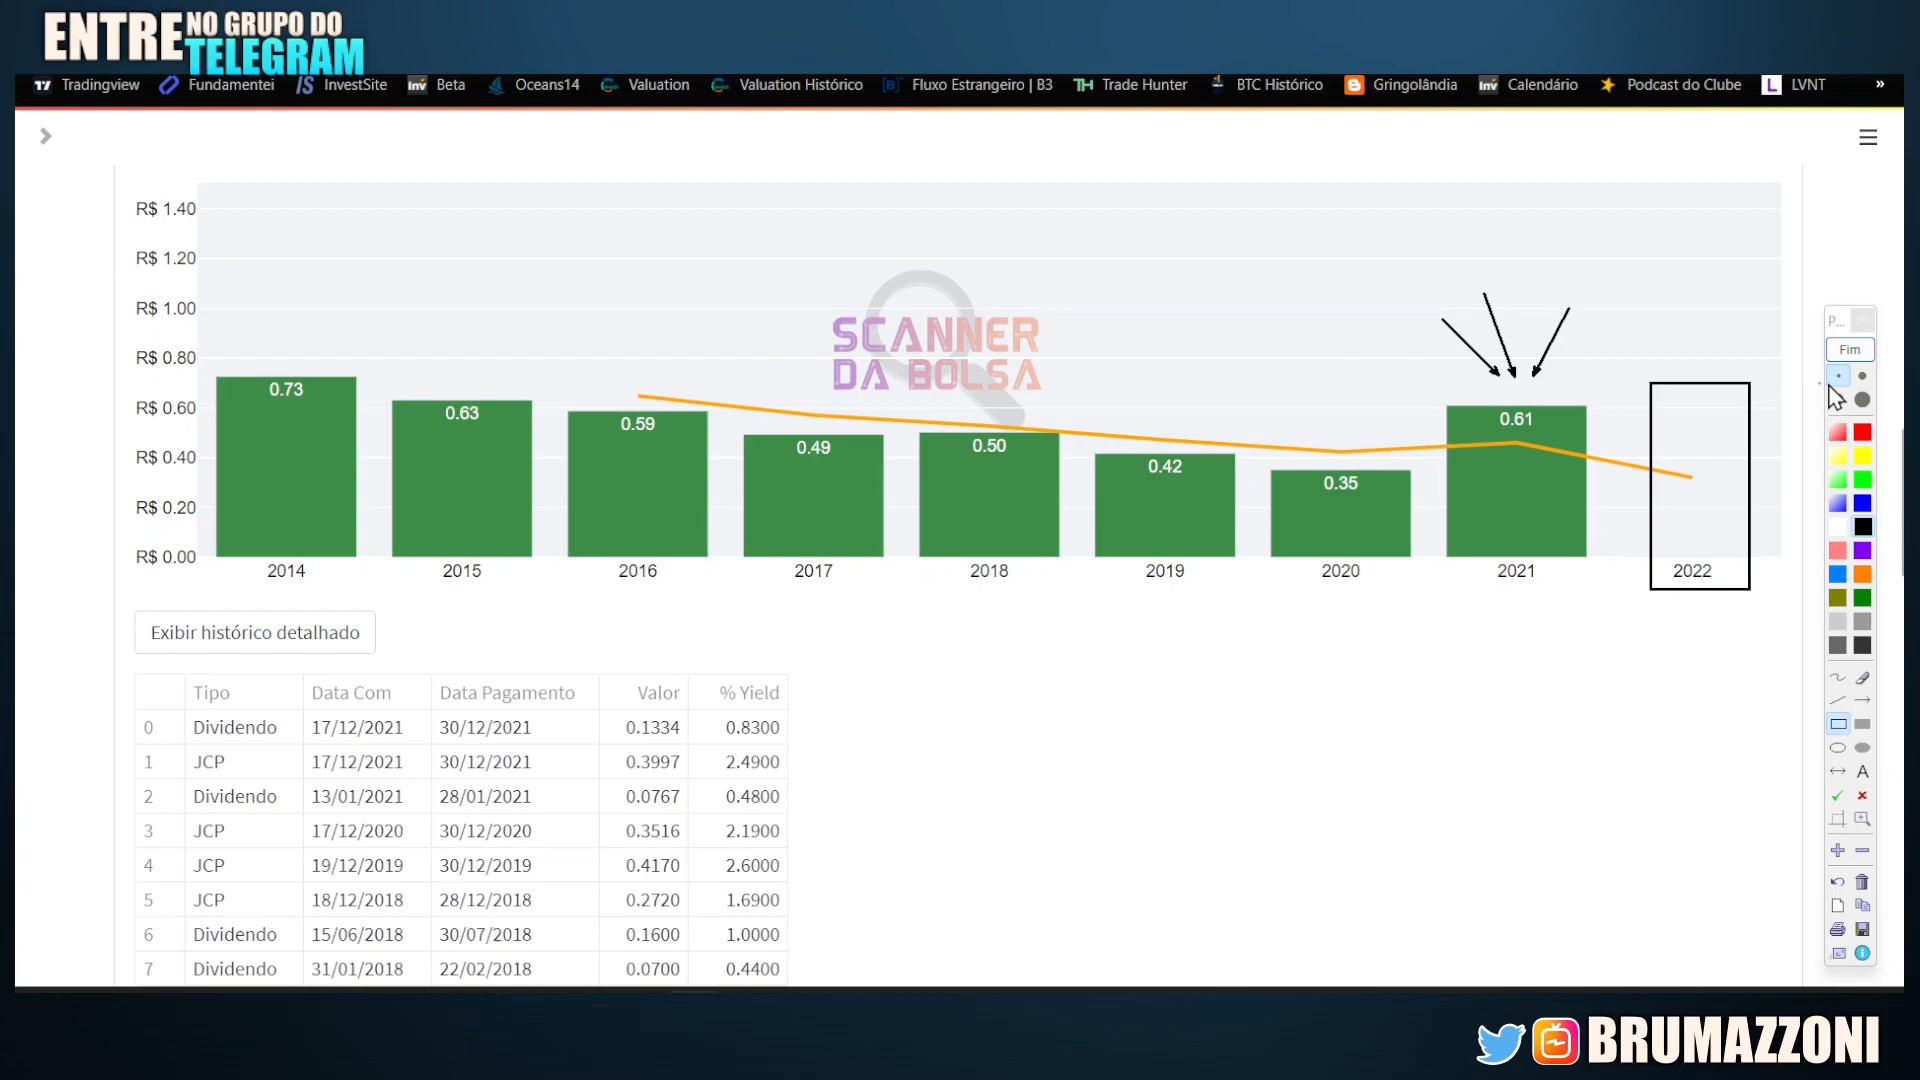 ENTRE NO GRUPO DO TELEGRAM
Tradingview Fundamentei InvestSite Beta Oceans14 Valuation Valuation Histórico Fluxo Estrangeiro | B3 Trade Hunter BTC Histórico Gringolândia Calendário Podcast do Clube LVNT »
R$ 1.40
R$ 1.20
R$ 1.00
R$ 0.80
R$ 0.60
R$ 0.40
R$ 0.20
R$ 0.00
SCANNER
DA BOLSA
0.73 0.63 0.59 0.49 0.50 0.42 0.35 0.61
2014 2015 2016 2017 2018 2019 2020 2021 2022
P...
Fim
A
Exibir histórico detalhado
Tipo Data Com Data Pagamento Valor % Yield
0 Dividendo 17/12/2021 30/12/2021 0.1334 0.8300
1 JCP 17/12/2021 30/12/2021 0.3997 2.4900
2 Dividendo 13/01/2021 28/01/2021 0.0767 0.4800
3 JCP 17/12/2020 30/12/2020 0.3516 2.1900
4 JCP 19/12/2019 30/12/2019 0.4170 2.6000
5 JCP 18/12/2018 28/12/2018 0.2720 1.6900
6 Dividendo 15/06/2018 30/07/2018 0.1600 1.0000
7 Dividendo 31/01/2018 22/02/2018 0.0700 0.4400
BRUMAZZONI